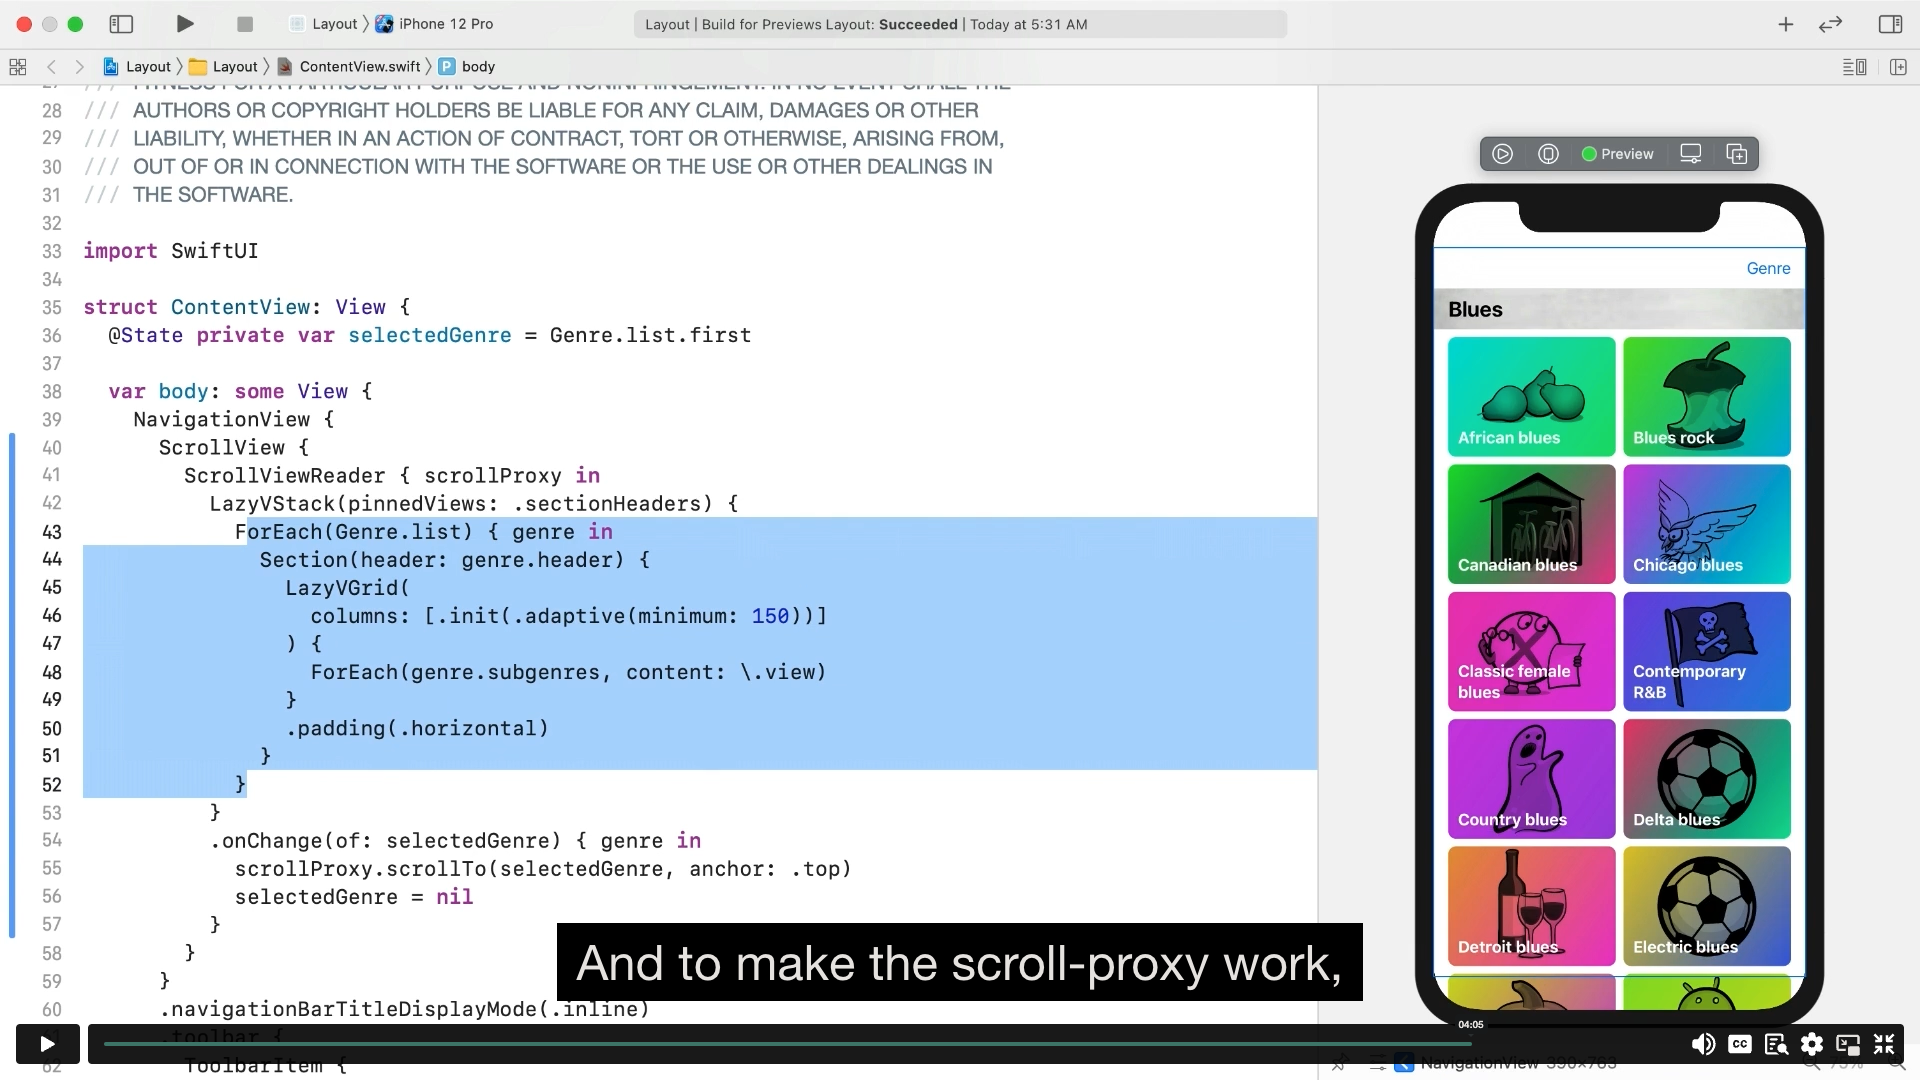 Layout
iPhone 12 Pro
Layout | Build for Previews Layout: Succeeded | Today at 5:31 AM
Layout
Layout
ContentView.swift
P
body
28 /// AUTHORS OR COPYRIGHT HOLDERS BE LIABLE FOR ANY CLAIM, DAMAGES OR OTHER
29 /// LIABILITY, WHETHER IN AN ACTION OF CONTRACT, TORT OR OTHERWISE, ARISING FROM,
30 /// OUT OF OR IN CONNECTION WITH THE SOFTWARE OR THE USE OR OTHER DEALINGS IN
31 /// THE SOFTWARE.
32
33 import SwiftUI
34
35 struct ContentView: View {
36 @State private var selectedGenre = Genre.list.first
37
38 var body: some View {
39 NavigationView {
40 ScrollView {
41 ScrollViewReader { scrollProxy in
42 LazyVStack(pinnedViews: .sectionHeaders) {
43 ForEach(Genre.list) { genre in
44 Section(header: genre.header) {
45 LazyVGrid(
46 columns: [.init(.adaptive(minimum: 150))]
47 ) {
48 ForEach(genre.subgenres, content: \.view)
49 }
50 .padding(.horizontal)
51 }
52 }
53 }
54 .onChange(of: selectedGenre) { genre in
55 scrollProxy.scrollTo(selectedGenre, anchor: .top)
56 selectedGenre = nil
57 }
58 }
59 }
60 .navigationBarTitleDisplayMode(.inline)
.toolbar {
62 ToolbarItem {
And to make the scroll-proxy work,
04:05
CC
Preview
Genre
Blues
African blues
Blues rock
Canadian blues
Chicago blues
Classic female
blues
Contemporary
R&B
Country blues
Delta blues
Detroit blues
Electric blues
NavigationView 390×763
75%